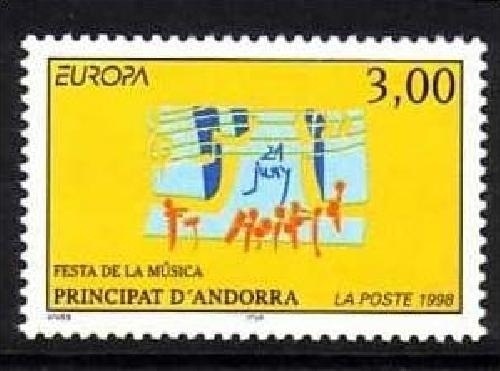 EUROPA
3,00
21
juny
FESTA DE LA MÚSICA
PRINCIPAT D'ANDORRA
LA POSTE 1998